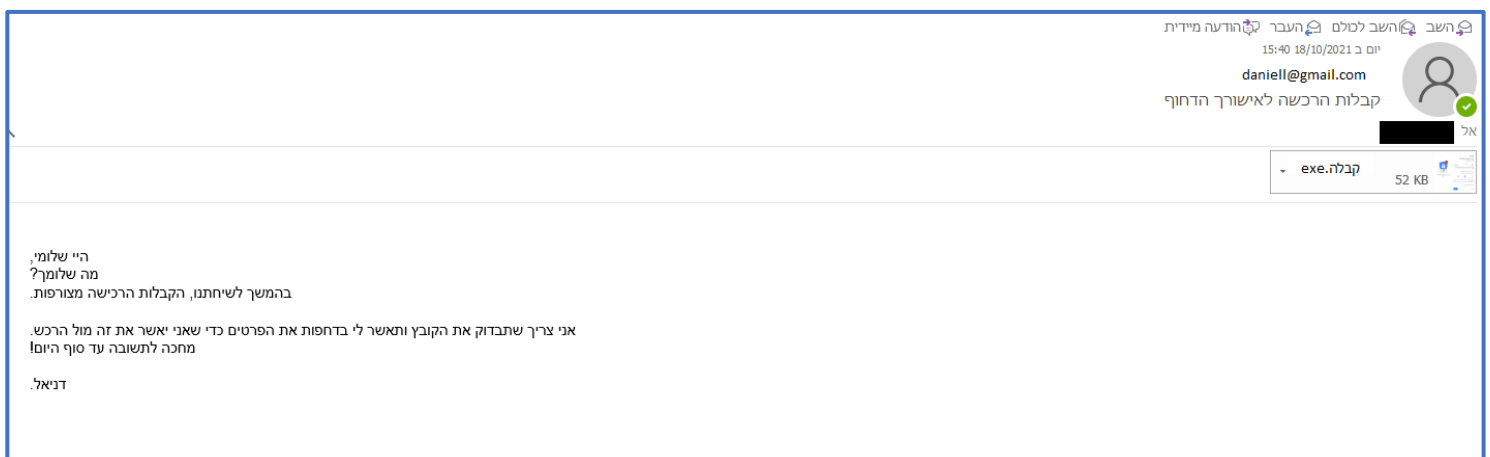 השב השב לכולם העבר הודעה מיידית
יום ב 18/10/2021 15:40
daniell@gmail.com
קבלות הרכשה לאישורך הדחוף
אל
קבלה.exe
52 KB
היי שלומי,
מה שלומך?
בהמשך לשיחתנו, הקבלות הרכישה מצורפות.
אני צריך שתבדוק את הקובץ ותאשר לי בדחפות את הפרטים כדי שאני יאשר את זה מול הרכש.
מחכה לתשובה עד סוף היום!
דניאל.